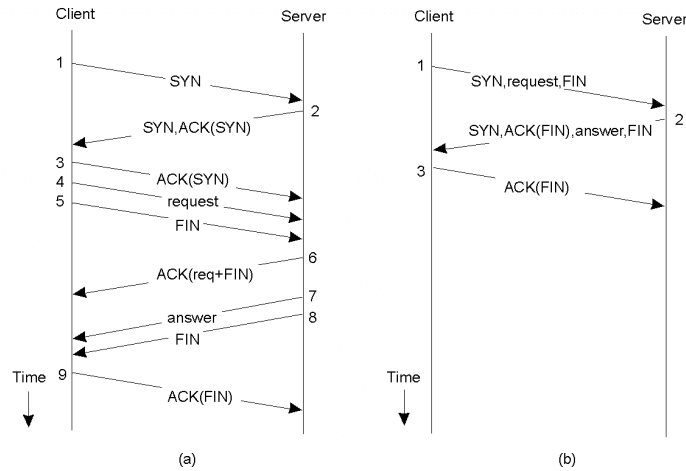 Client Server
1
SYN
2
SYN,ACK(SYN)
3
ACK(SYN)
4
request
5
FIN
6
ACK(req+FIN)
7
answer
8
FIN
9
ACK(FIN)
Time
(a)
Client Server
1
SYN,request,FIN
2
SYN,ACK(FIN),answer,FIN
3
ACK(FIN)
Time
(b)